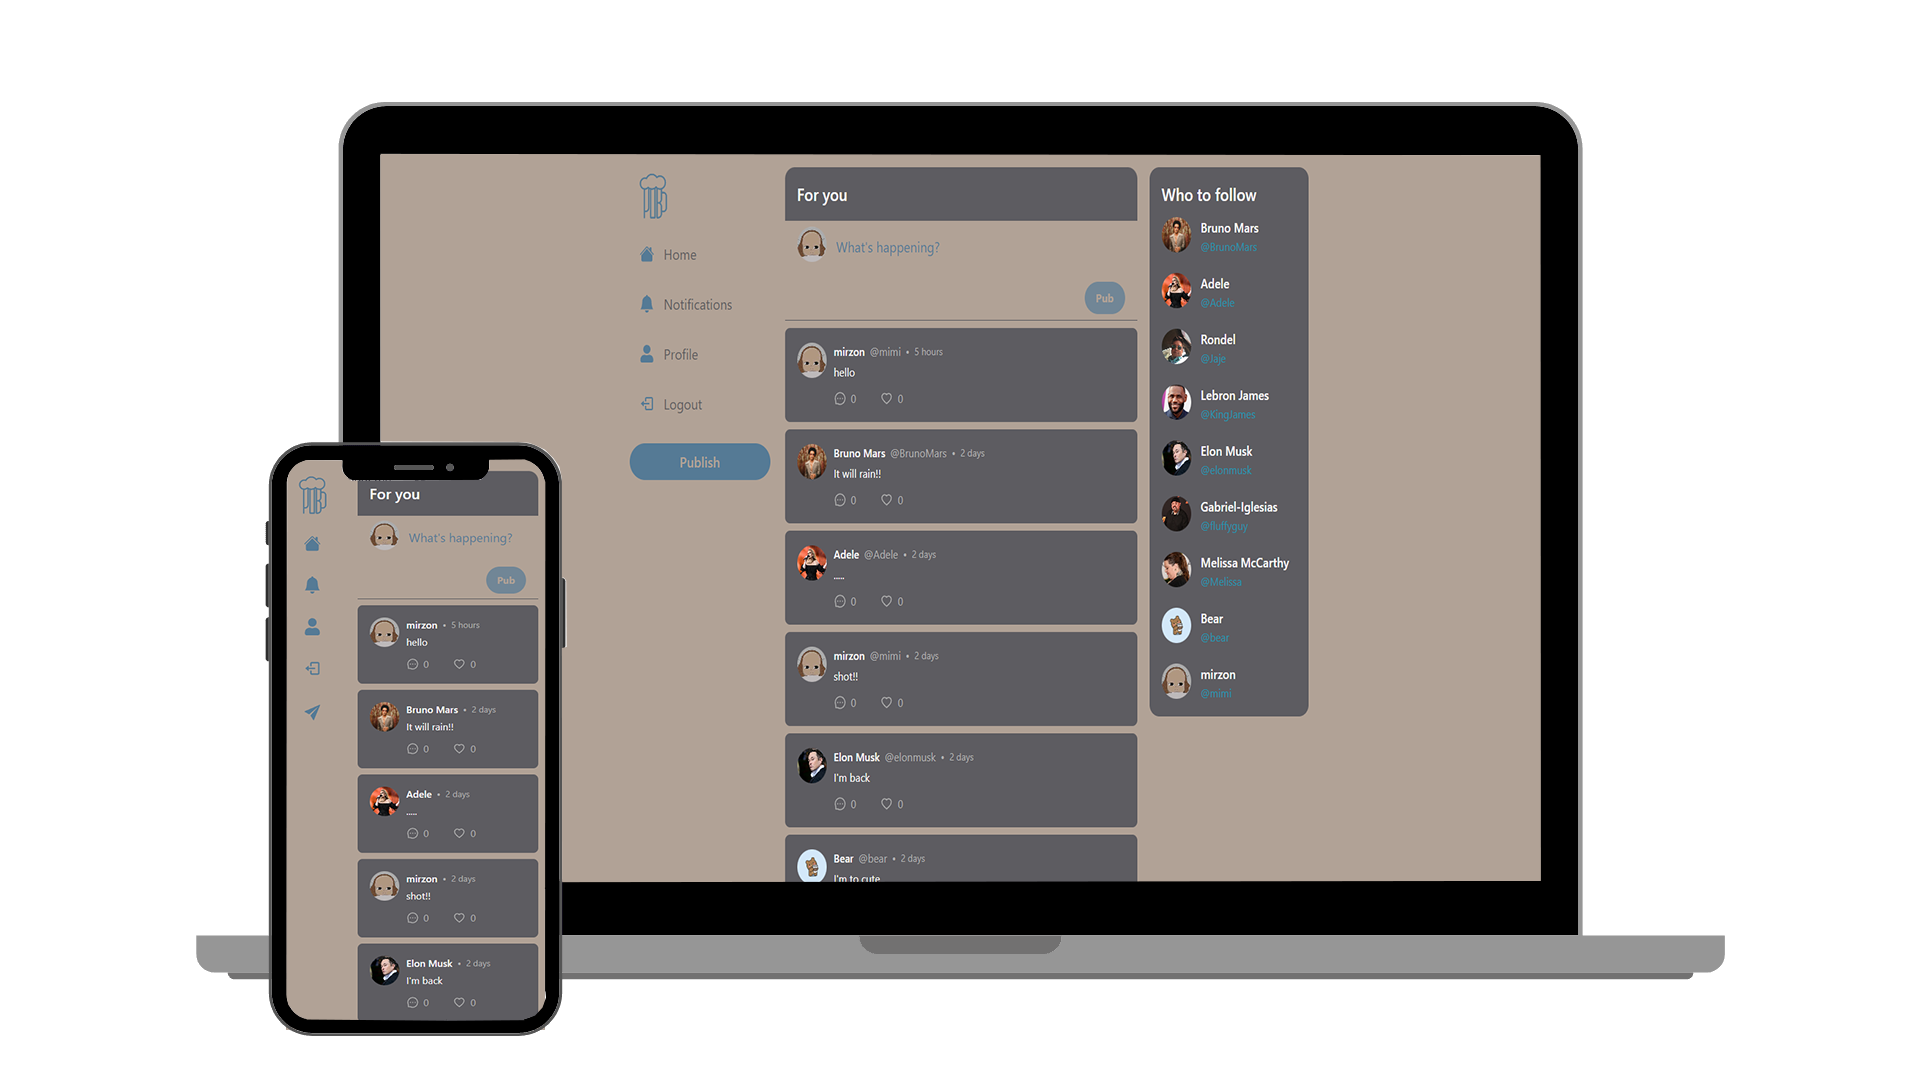 PUB
Home
Notifications
Profile
Logout
Publish
For you
What's happening?
Pub
mirzon @mimi • 5 hours
hello
0 0
Bruno Mars @BrunoMars • 2 days
It will rain!!
0 0
Adele @Adele • 2 days
.....
0 0
mirzon @mimi • 2 days
shot!!
0 0
Elon Musk @elonmusk • 2 days
I'm back
0 0
Bear @bear • 2 days
I'm to cute
Who to follow
Bruno Mars
@BrunoMars
Adele
@Adele
Rondel
@Jaje
Lebron James
@KingJames
Elon Musk
@elonmusk
Gabriel-Iglesias
@fluffyguy
Melissa McCarthy
@Melissa
Bear
@bear
mirzon
@mimi
PUB
For you
What's happening?
Pub
mirzon • 5 hours
hello
0 0
Bruno Mars • 2 days
It will rain!!
0 0
Adele • 2 days
.....
0 0
mirzon • 2 days
shot!!
0 0
Elon Musk • 2 days
I'm back
0 0